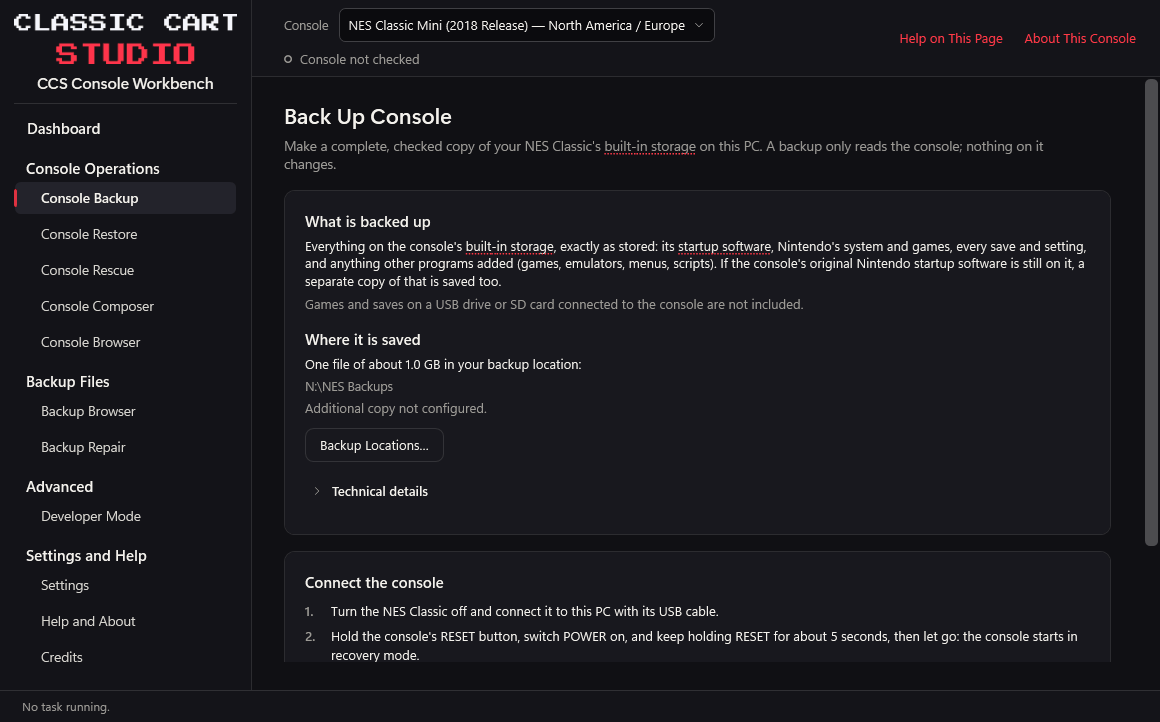 CLASSIC CART
STUDIO
CCS Console Workbench
Dashboard
Console Operations
Console Backup
Console Restore
Console Rescue
Console Composer
Console Browser
Backup Files
Backup Browser
Backup Repair
Advanced
Developer Mode
Settings and Help
Settings
Help and About
Credits
Console
NES Classic Mini (2018 Release) — North America / Europe
Console not checked
Help on This Page
About This Console
Back Up Console
Make a complete, checked copy of your NES Classic's built-in storage on this PC. A backup only reads the console; nothing on it
changes.
What is backed up
Everything on the console's built-in storage, exactly as stored: its startup software, Nintendo's system and games, every save and setting,
and anything other programs added (games, emulators, menus, scripts). If the console's original Nintendo startup software is still on it, a
separate copy of that is saved too.
Games and saves on a USB drive or SD card connected to the console are not included.
Where it is saved
One file of about 1.0 GB in your backup location:
N:\NES Backups
Additional copy not configured.
Backup Locations...
Technical details
Connect the console
1. Turn the NES Classic off and connect it to this PC with its USB cable.
2. Hold the console's RESET button, switch POWER on, and keep holding RESET for about 5 seconds, then let go: the console starts in
recovery mode.
No task running.